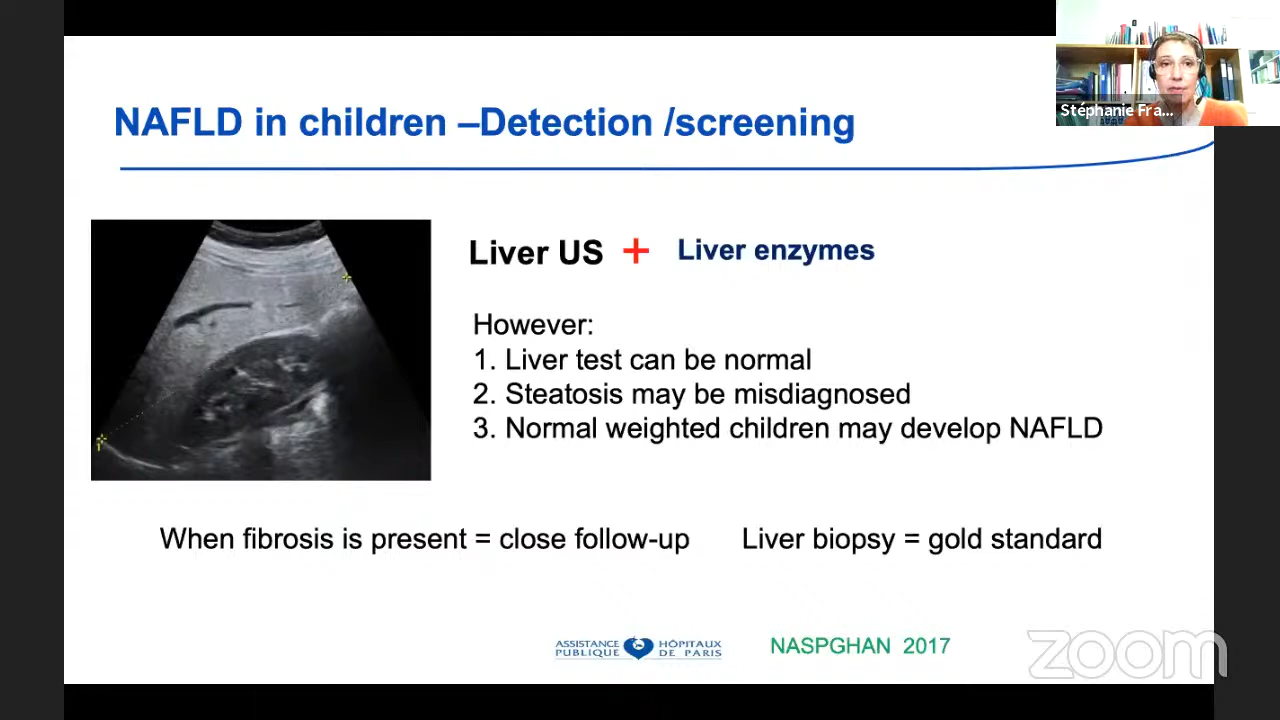 Stéphanie Fra...
NAFLD in children –Detection /screening
Liver US + Liver enzymes
However:
1. Liver test can be normal
2. Steatosis may be misdiagnosed
3. Normal weighted children may develop NAFLD
When fibrosis is present = close follow-up
Liver biopsy = gold standard
ASSISTANCE HÔPITAUX
PUBLIQUE DE PARIS
NASPGHAN 2017
zoom